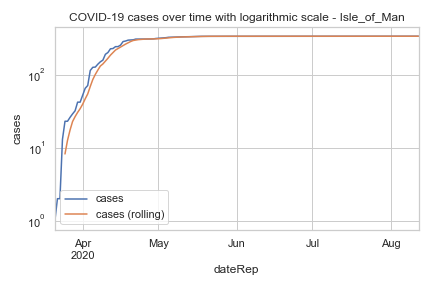 COVID-19 cases over time with logarithmic scale - Isle_of_Man
cases
10²
10¹
10⁰
cases
cases (rolling)
Apr May Jun Jul Aug
2020
dateRep